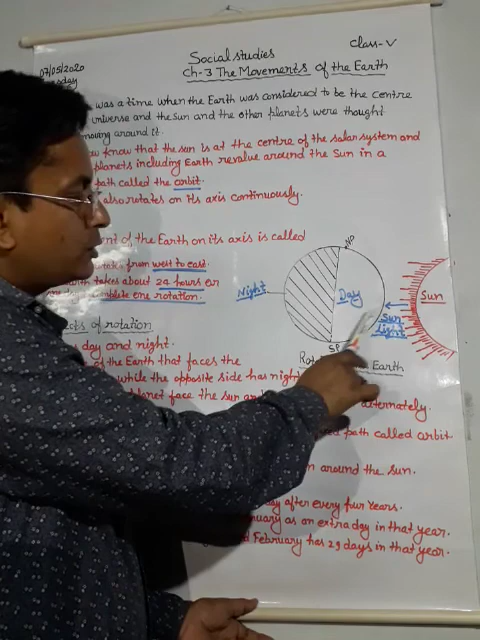 Social studies
Class-V
07/05/2020
Ch-3 The Movements of the Earth
was a time when the Earth was considered to be the centre
universe and the Sun and the other planets were thought
moving around it.
know that the sun is at the centre of the solar system and
planets including Earth revolve around the Sun in a
path called the orbit.
also rotates on its axis continuously.
of the Earth on its axis is called
from west to east.
takes about 24 hours or
one rotation.
of rotation
NP
Night
Day
Sun
Sun
light
SP
Earth
day and night.
of the Earth that faces the
while the opposite side has night
face the sun
alternately.
path called orbit.
around the sun.
after every four years.
as an extra day in that year.
February has 29 days in that year.